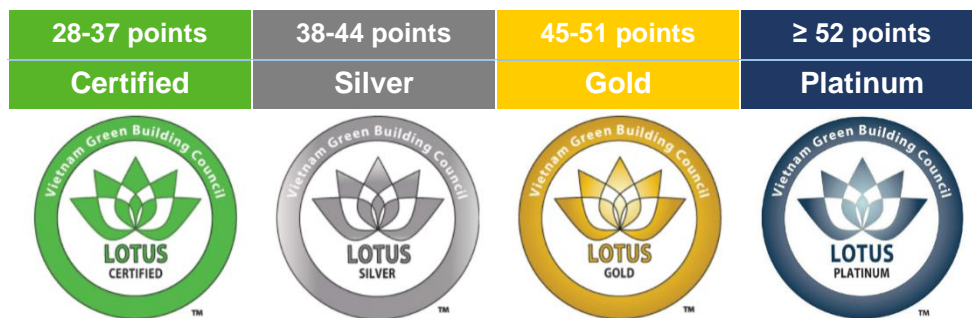 28-37 points
38-44 points
45-51 points
≥ 52 points
Certified
Silver
Gold
Platinum
Vietnam Green Building Council
LOTUS
CERTIFIED
TM
Vietnam Green Building Council
LOTUS
SILVER
TM
Vietnam Green Building Council
LOTUS
GOLD
TM
Vietnam Green Building Council
LOTUS
PLATINUM
TM